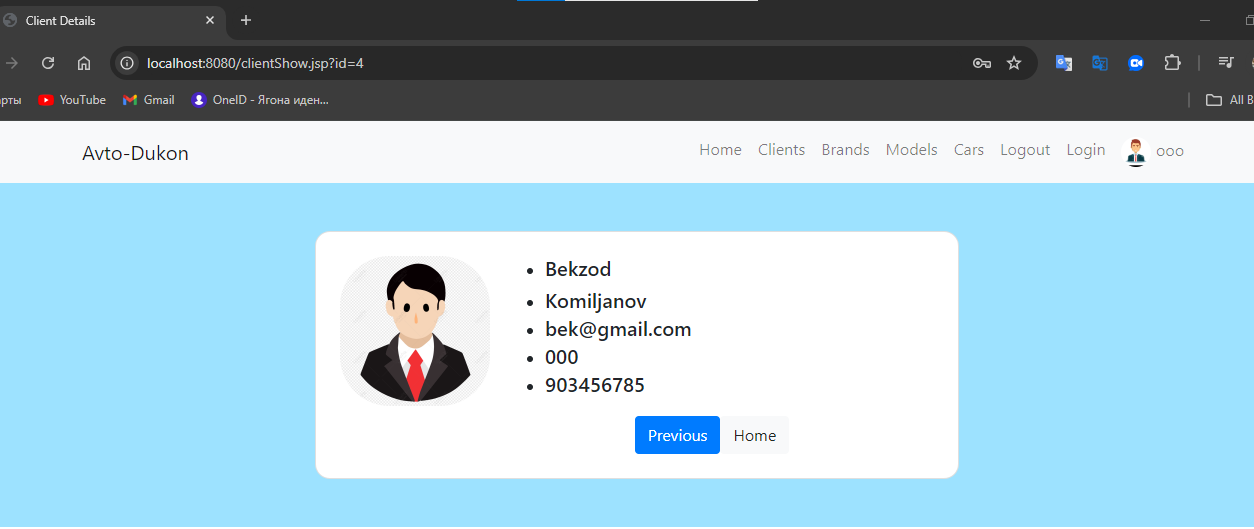 Client Details
localhost:8080/clientShow.jsp?id=4
арты YouTube Gmail OneID - Ягона иден... All B
Avto-Dukon Home Clients Brands Models Cars Logout Login ooo
Bekzod
Komiljanov
bek@gmail.com
000
903456785
Previous Home